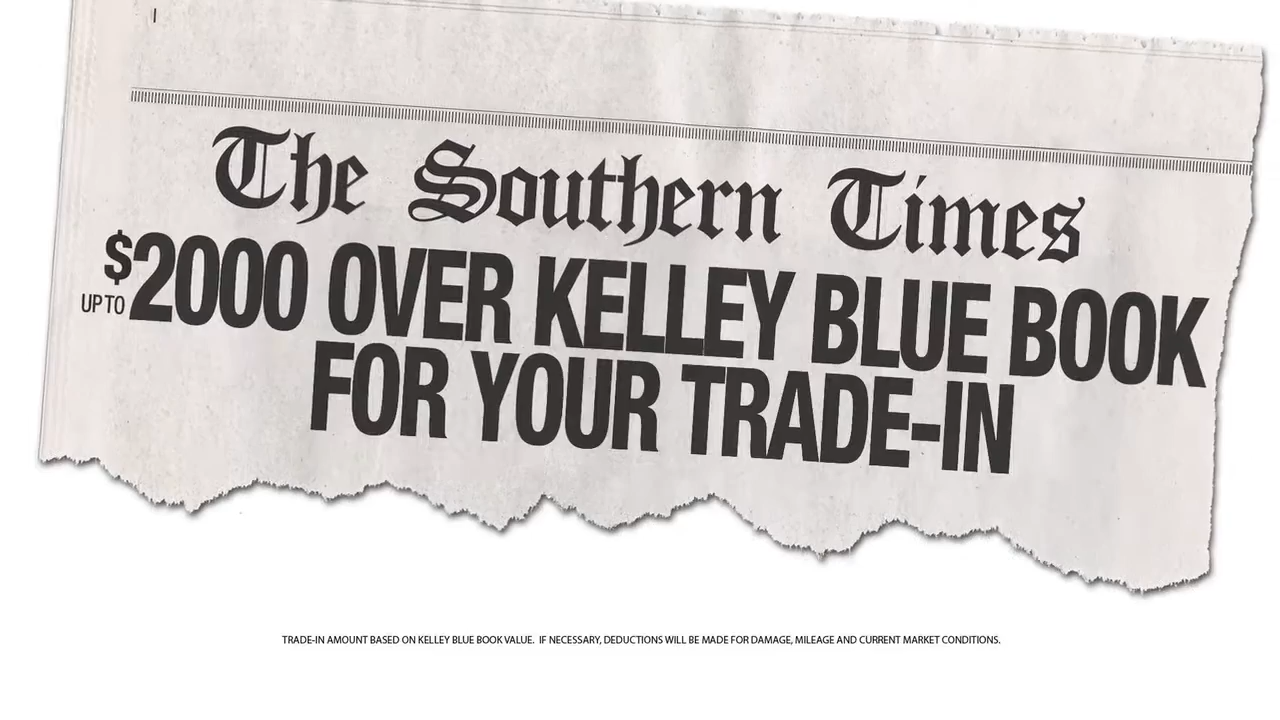 The Southern Times
UP TO $2000 OVER KELLEY BLUE BOOK
FOR YOUR TRADE-IN
TRADE-IN AMOUNT BASED ON KELLEY BLUE BOOK VALUE. IF NECESSARY, DEDUCTIONS WILL BE MADE FOR DAMAGE, MILEAGE AND CURRENT MARKET CONDITIONS.